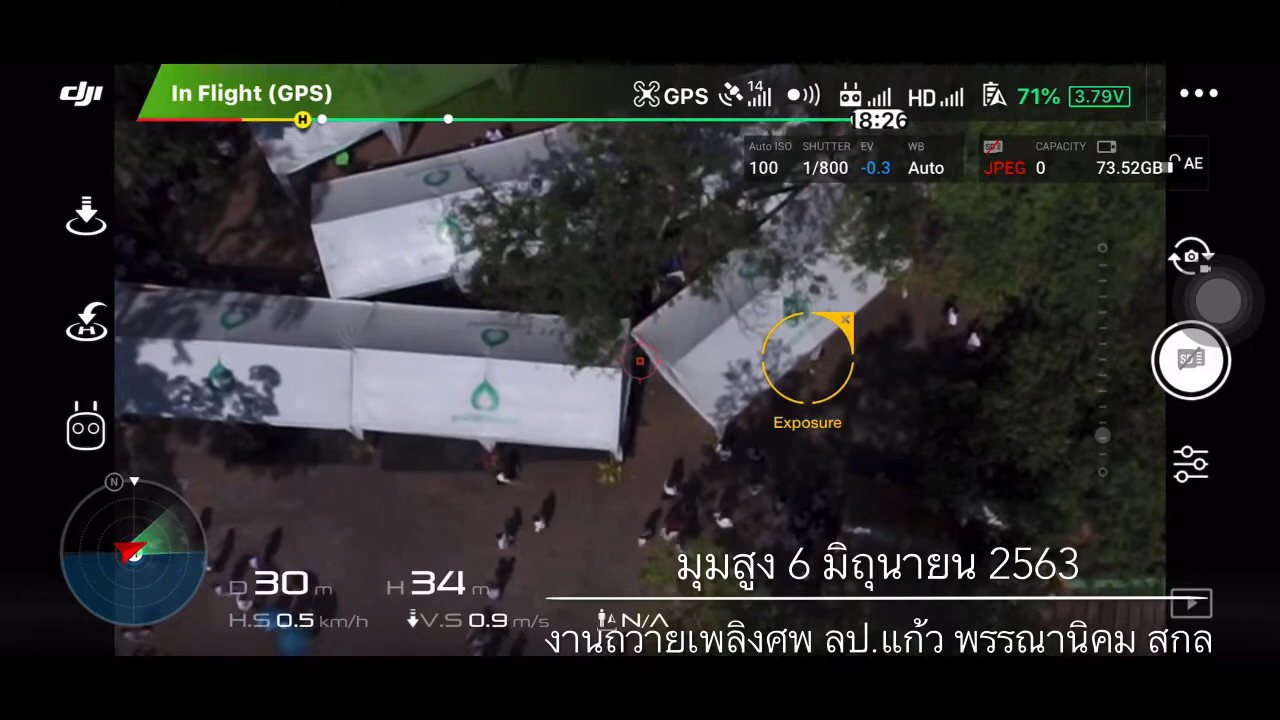 dji
In Flight (GPS)
GPS
14
HD
71%
3.79V
H
18:26
Auto ISO
100
SHUTTER
1/800
EV
-0.3
WB
Auto
JPEG
CAPACITY
0
73.52GB
AE
Exposure
N
D 30 m
H 34 m
H.S 0.5 km/h
V.S 0.9 m/s
N/A
มุมสูง 6 มิถุนายน 2563
งานถวายเพลิงศพ ลป.แก้ว พรรณานิคม สกล